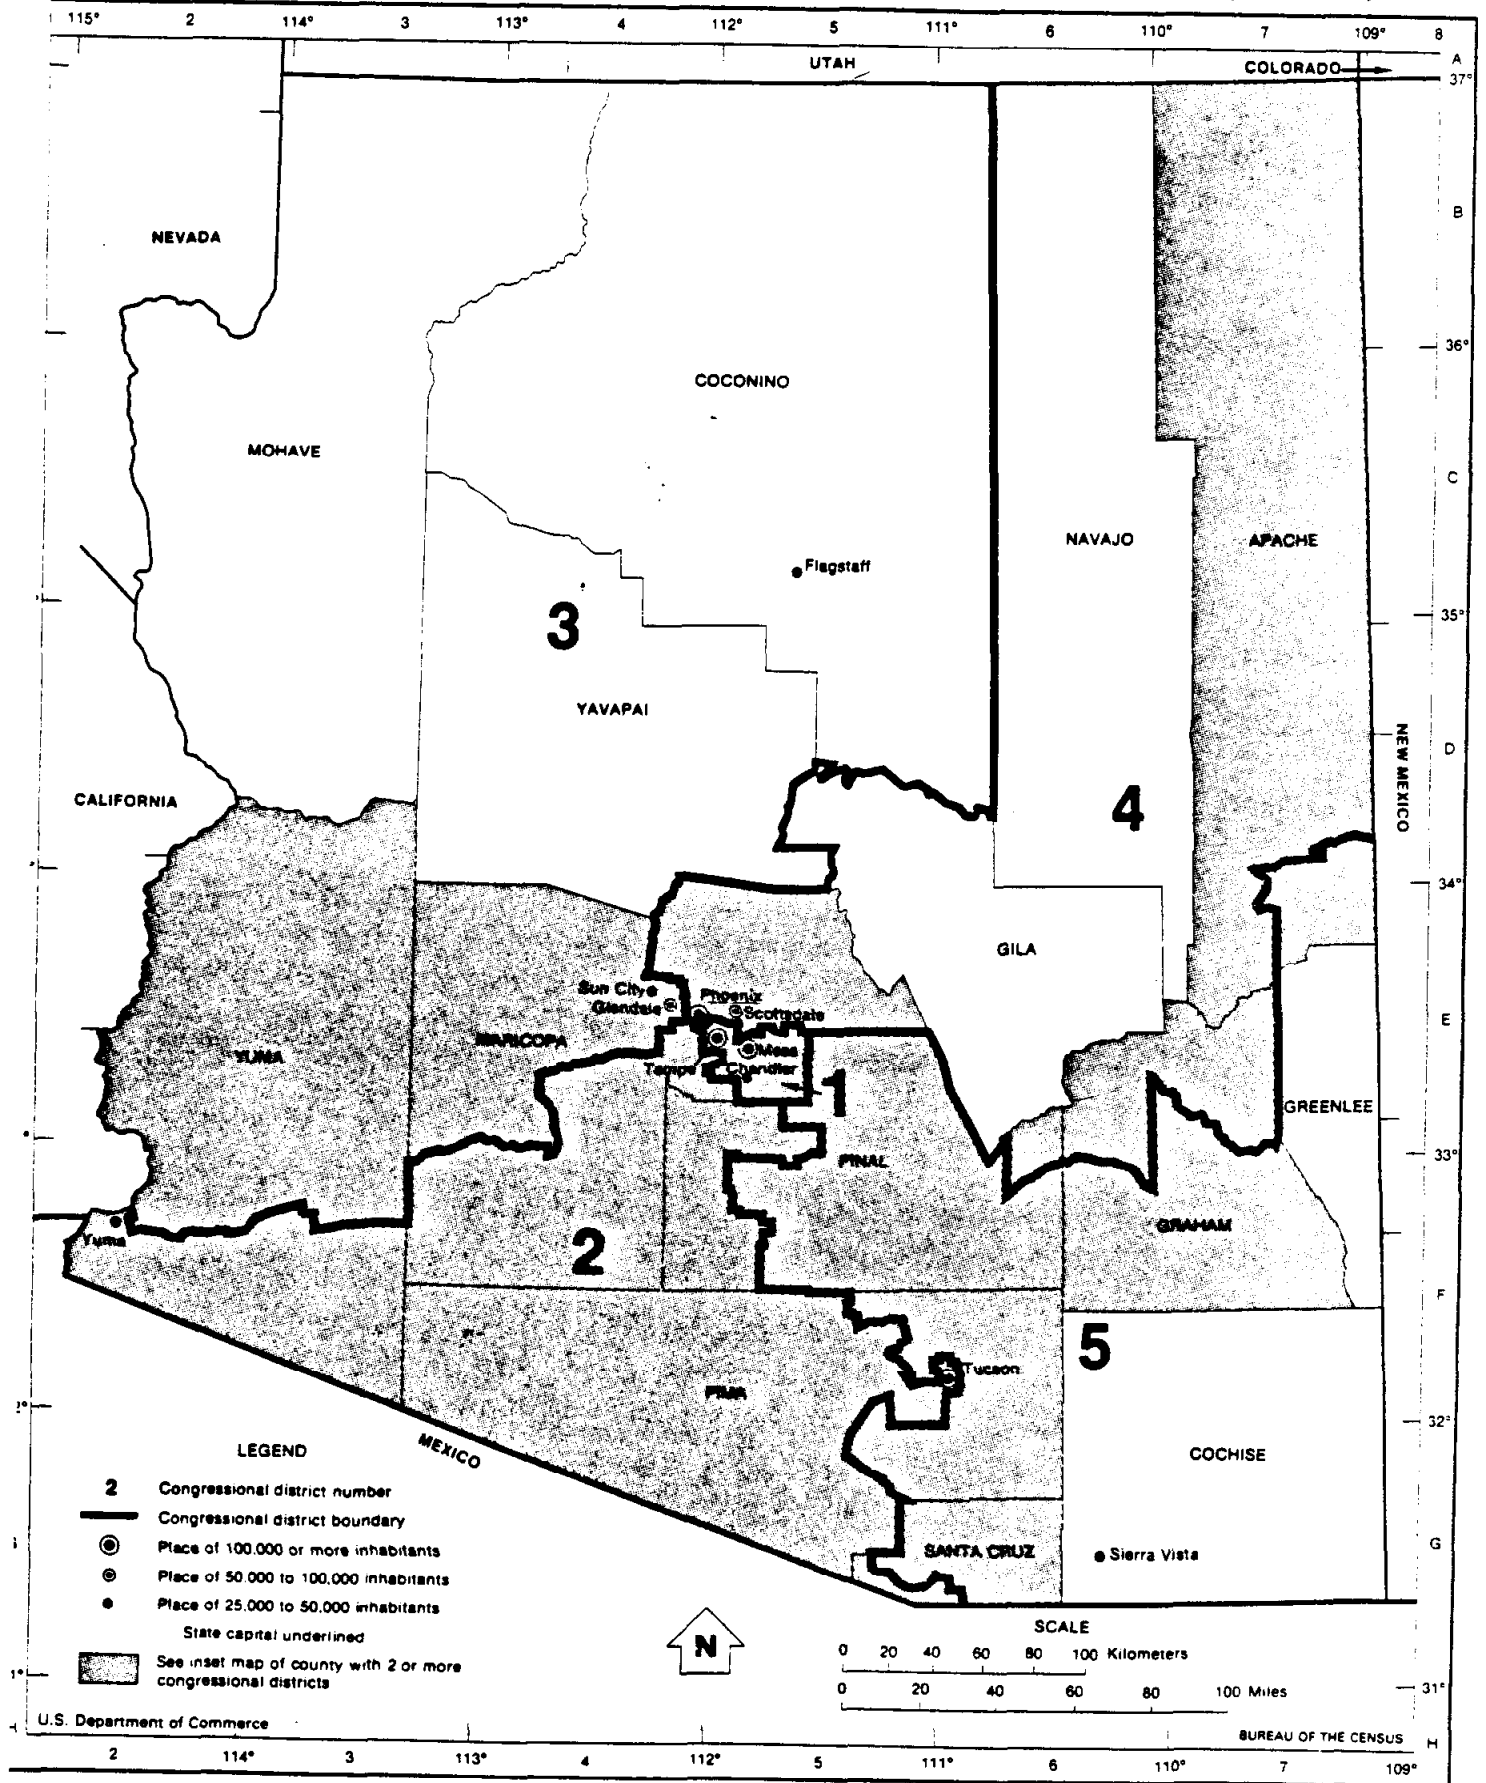 115° 2 114° 3 113° 4 112° 5 111° 6 110° 7 109° 8
UTAH
COLORADO
A
37°
NEVADA
B
36°
COCONINO
MOHAVE
C
NAVAJO
APACHE
Flagstaff
3
35°
YAVAPAI
NEW MEXICO
D
CALIFORNIA
4
34°
GILA
Sun City
Phoenix
Glendale
Scottsdale
E
YUMA
MARICOPA
Mesa
Tempe
Chandler
1
GREENLEE
33°
PINAL
GRAHAM
Yuma
2
F
5
Tucson
PIMA
32°
COCHISE
MEXICO
SANTA CRUZ
Sierra Vista
G
LEGEND
2 Congressional district number
Congressional district boundary
Place of 100,000 or more inhabitants
Place of 50,000 to 100,000 inhabitants
Place of 25,000 to 50,000 inhabitants
State capital underlined
See inset map of county with 2 or more
congressional districts
N
SCALE
0 20 40 60 80 100 Kilometers
0 20 40 60 80 100 Miles
31°
U.S. Department of Commerce
BUREAU OF THE CENSUS
H
2 114° 3 113° 4 112° 5 111° 6 110° 7 109°